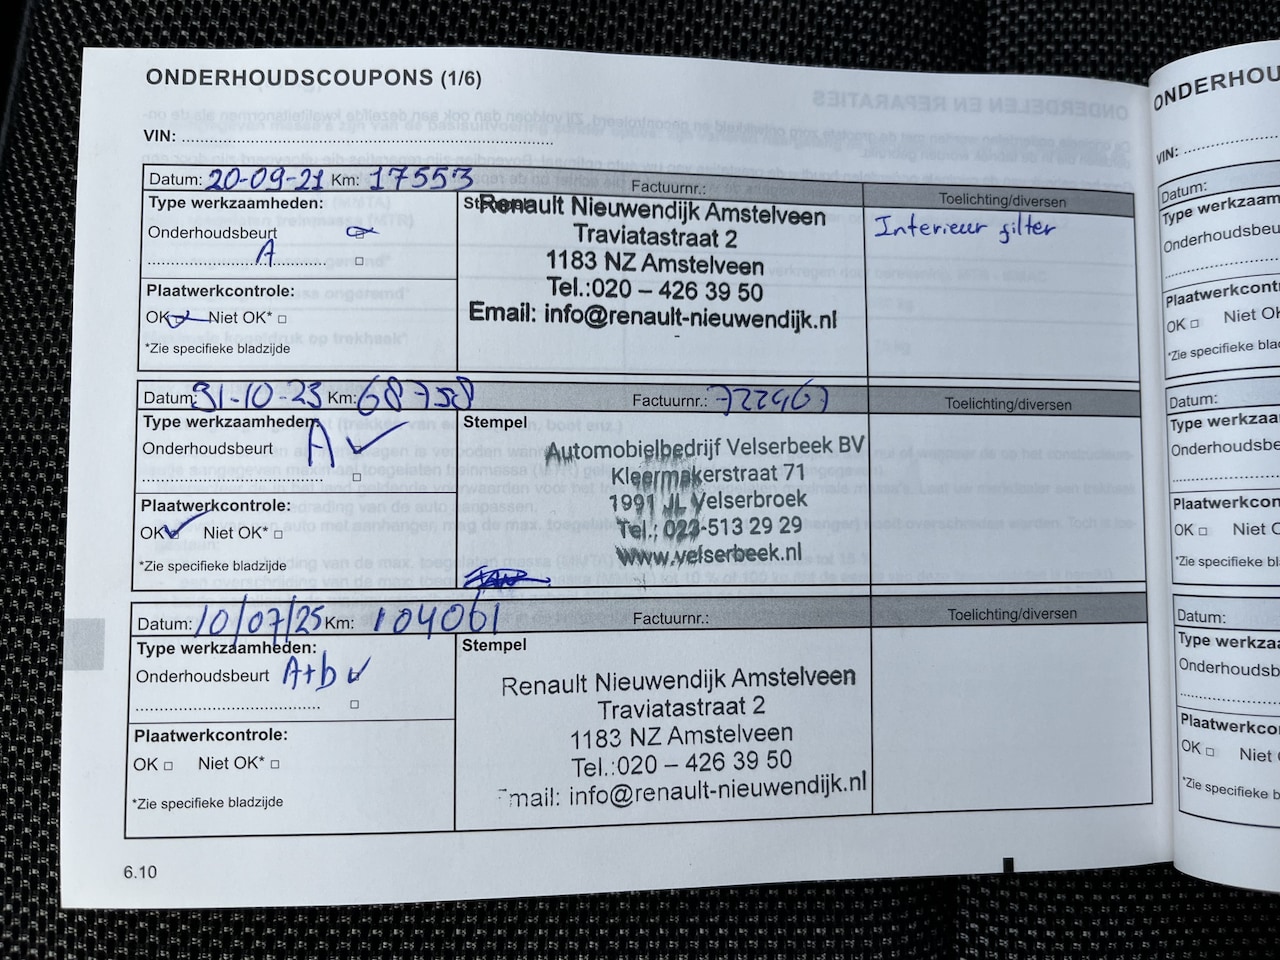 ONDERHOUDSCOUPONS (1/6)
VIN:
Datum: 20-09-21 Km: 17553 Factuurnr.: Toelichting/diversen
Type werkzaamheden:
Onderhoudsbeurt
A
Plaatwerkcontrole:
OK Niet OK*
*Zie specifieke bladzijde
Renault Nieuwendijk Amstelveen
Traviatastraat 2
1183 NZ Amstelveen
Tel.:020 – 426 39 50
Email: info@renault-nieuwendijk.nl
Interieur filter
Datum: 31-10-23 Km: 68758 Factuurnr.: 722467 Toelichting/diversen
Type werkzaamheden:
Onderhoudsbeurt A
Plaatwerkcontrole:
OK Niet OK*
*Zie specifieke bladzijde
Stempel
Automobielbedrijf Velserbeek BV
Kleermakerstraat 71
1991 JL Velserbroek
Tel.: 023-513 29 29
www.velserbeek.nl
Datum: 10/07/25 Km: 104061 Factuurnr.: Toelichting/diversen
Type werkzaamheden:
Onderhoudsbeurt A+b
Plaatwerkcontrole:
OK Niet OK*
*Zie specifieke bladzijde
Stempel
Renault Nieuwendijk Amstelveen
Traviatastraat 2
1183 NZ Amstelveen
Tel.:020 – 426 39 50
mail: info@renault-nieuwendijk.nl
6.10
ONDERHOU
VIN:
Datum:
Type werkzaam
Onderhoudsbeu
Plaatwerkcontr
OK Niet O
*Zie specifieke blad
Datum:
Type werkzaa
Onderhoudsbe
Plaatwerkcon
OK Niet O
*Zie specifieke bla
Datum:
Type werkza
Onderhoudsb
Plaatwerkco
OK Niet
*Zie specifieke b